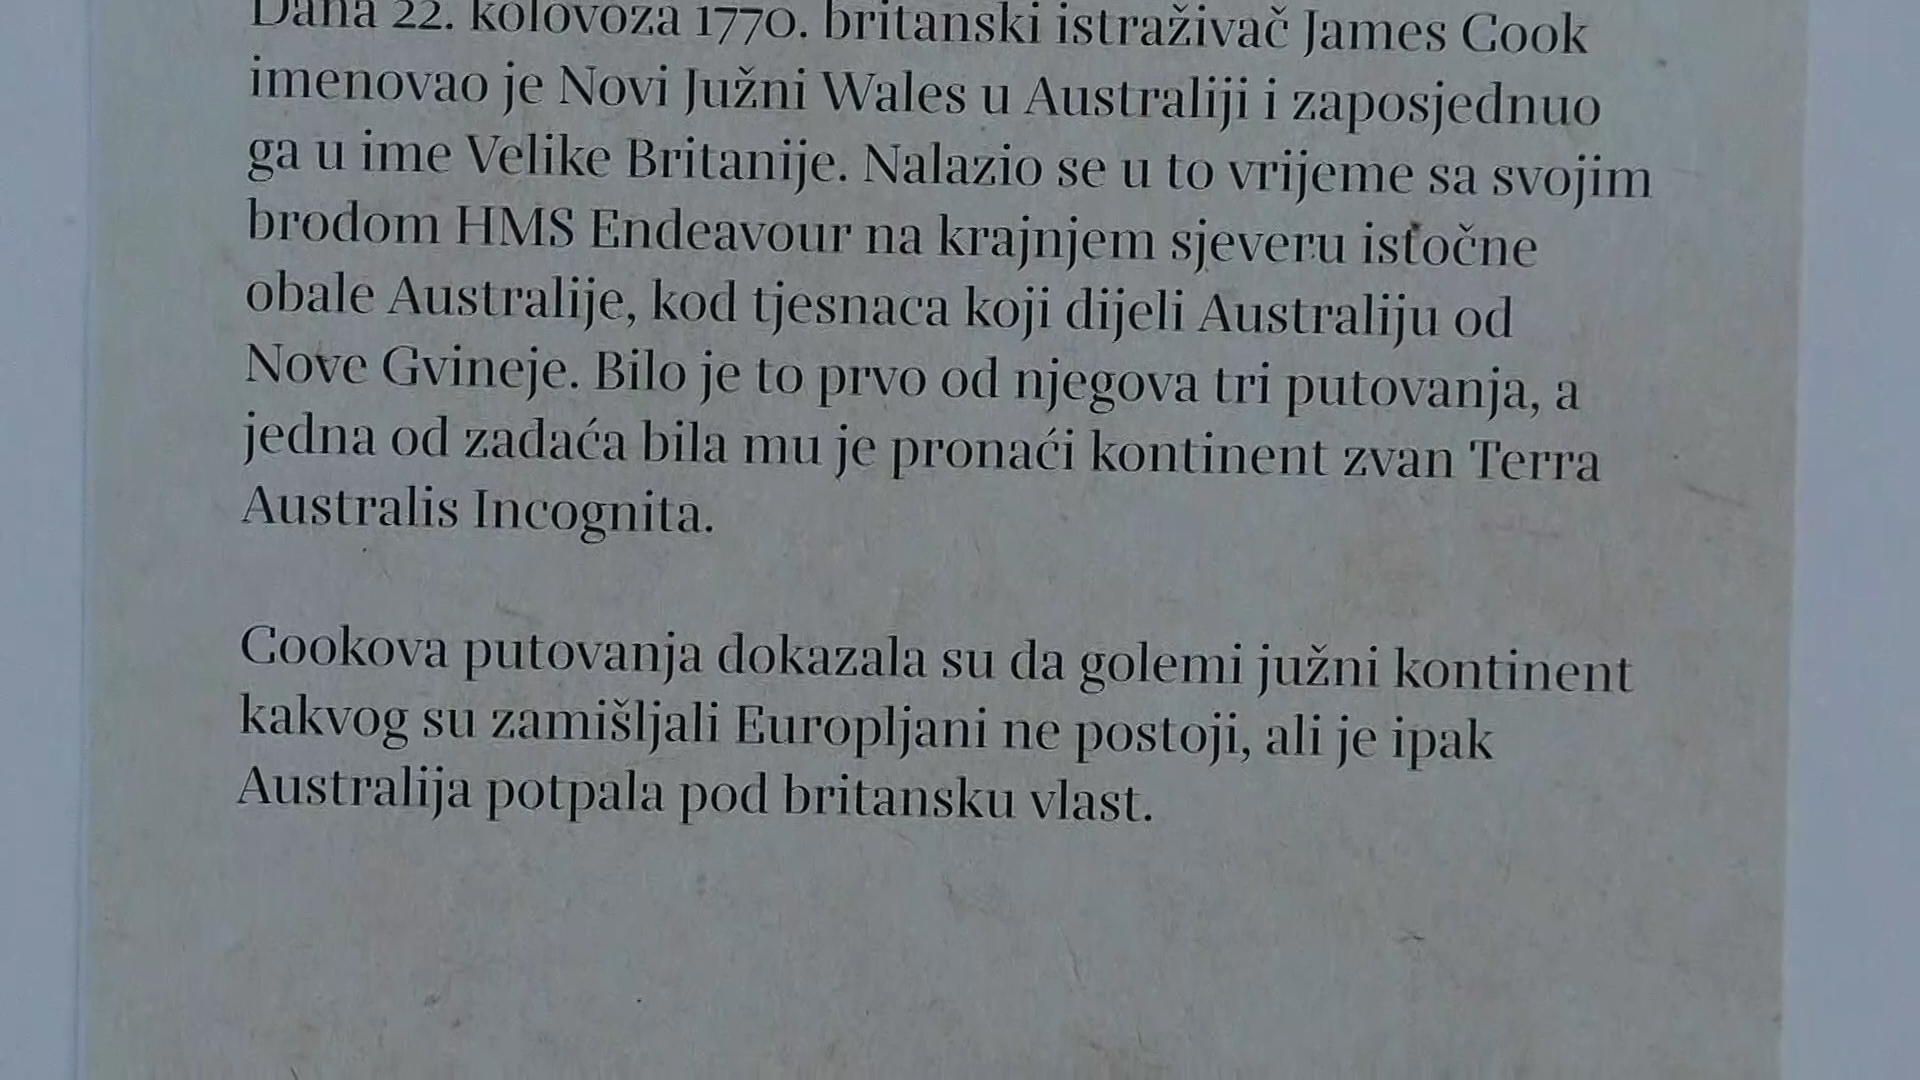 Dana 22. kolovoza 1770. britanski istraživač James Cook
imenovao je Novi Južni Wales u Australiji i zaposjednuo
ga u ime Velike Britanije. Nalazio se u to vrijeme sa svojim
brodom HMS Endeavour na krajnjem sjeveru istočne
obale Australije, kod tjesnaca koji dijeli Australiju od
Nove Gvineje. Bilo je to prvo od njegova tri putovanja, a
jedna od zadaća bila mu je pronaći kontinent zvan Terra
Australis Incognita.
Cookova putovanja dokazala su da golemi južni kontinent
kakvog su zamišljali Europljani ne postoji, ali je ipak
Australija potpala pod britansku vlast.